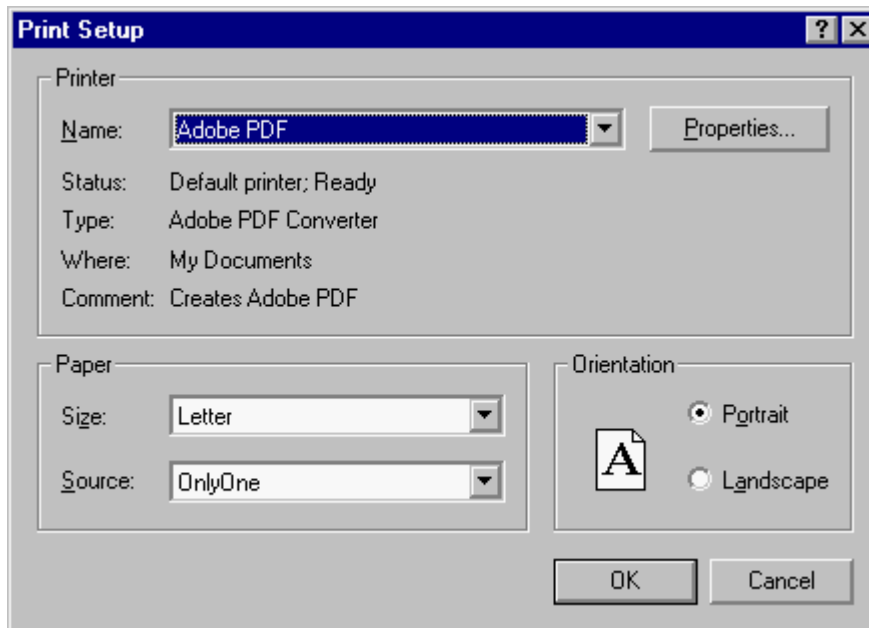 Print Setup
Printer
Name: Adobe PDF Properties...
Status: Default printer; Ready
Type: Adobe PDF Converter
Where: My Documents
Comment: Creates Adobe PDF
Paper
Size: Letter
Source: OnlyOne
Orientation
A
Portrait
Landscape
OK Cancel